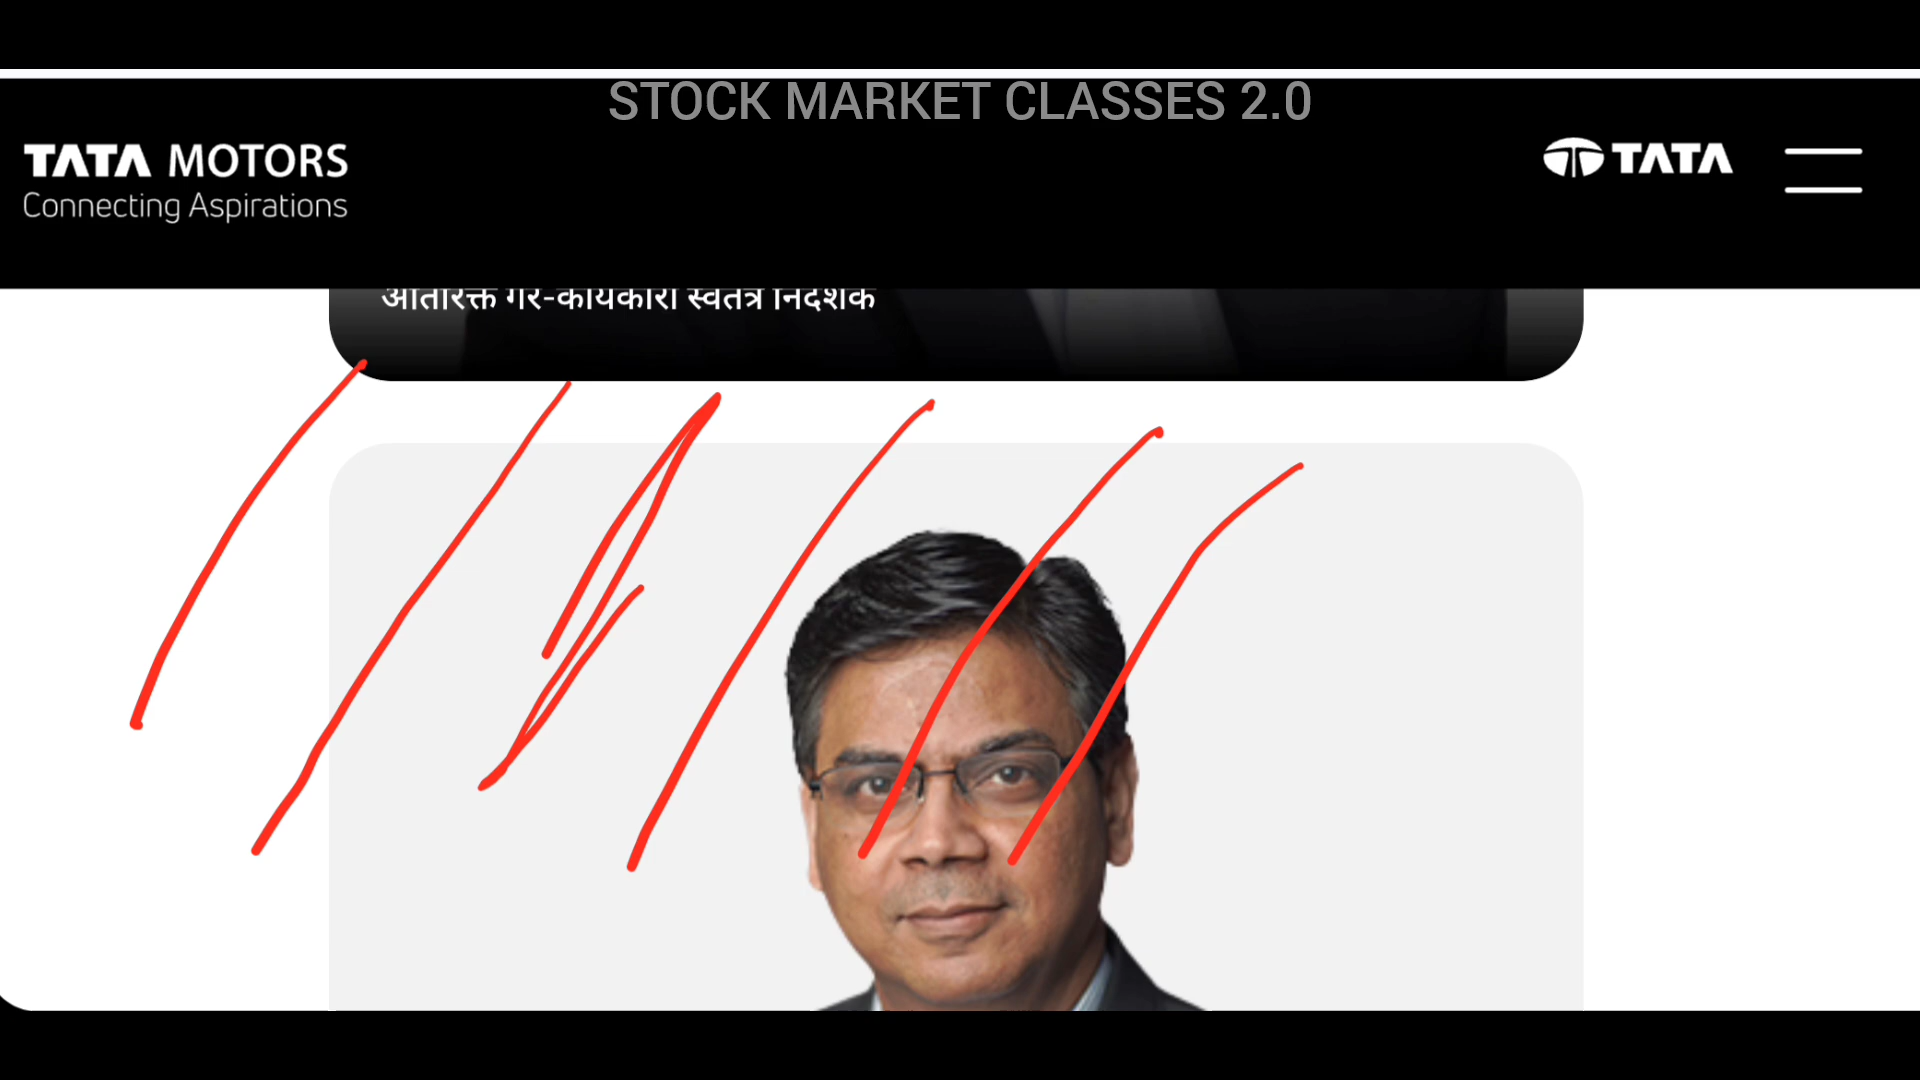 STOCK MARKET CLASSES 2.0
TATA MOTORS
Connecting Aspirations
TATA
अतिरिक्त गैर-कार्यकारी स्वतंत्र निदेशक